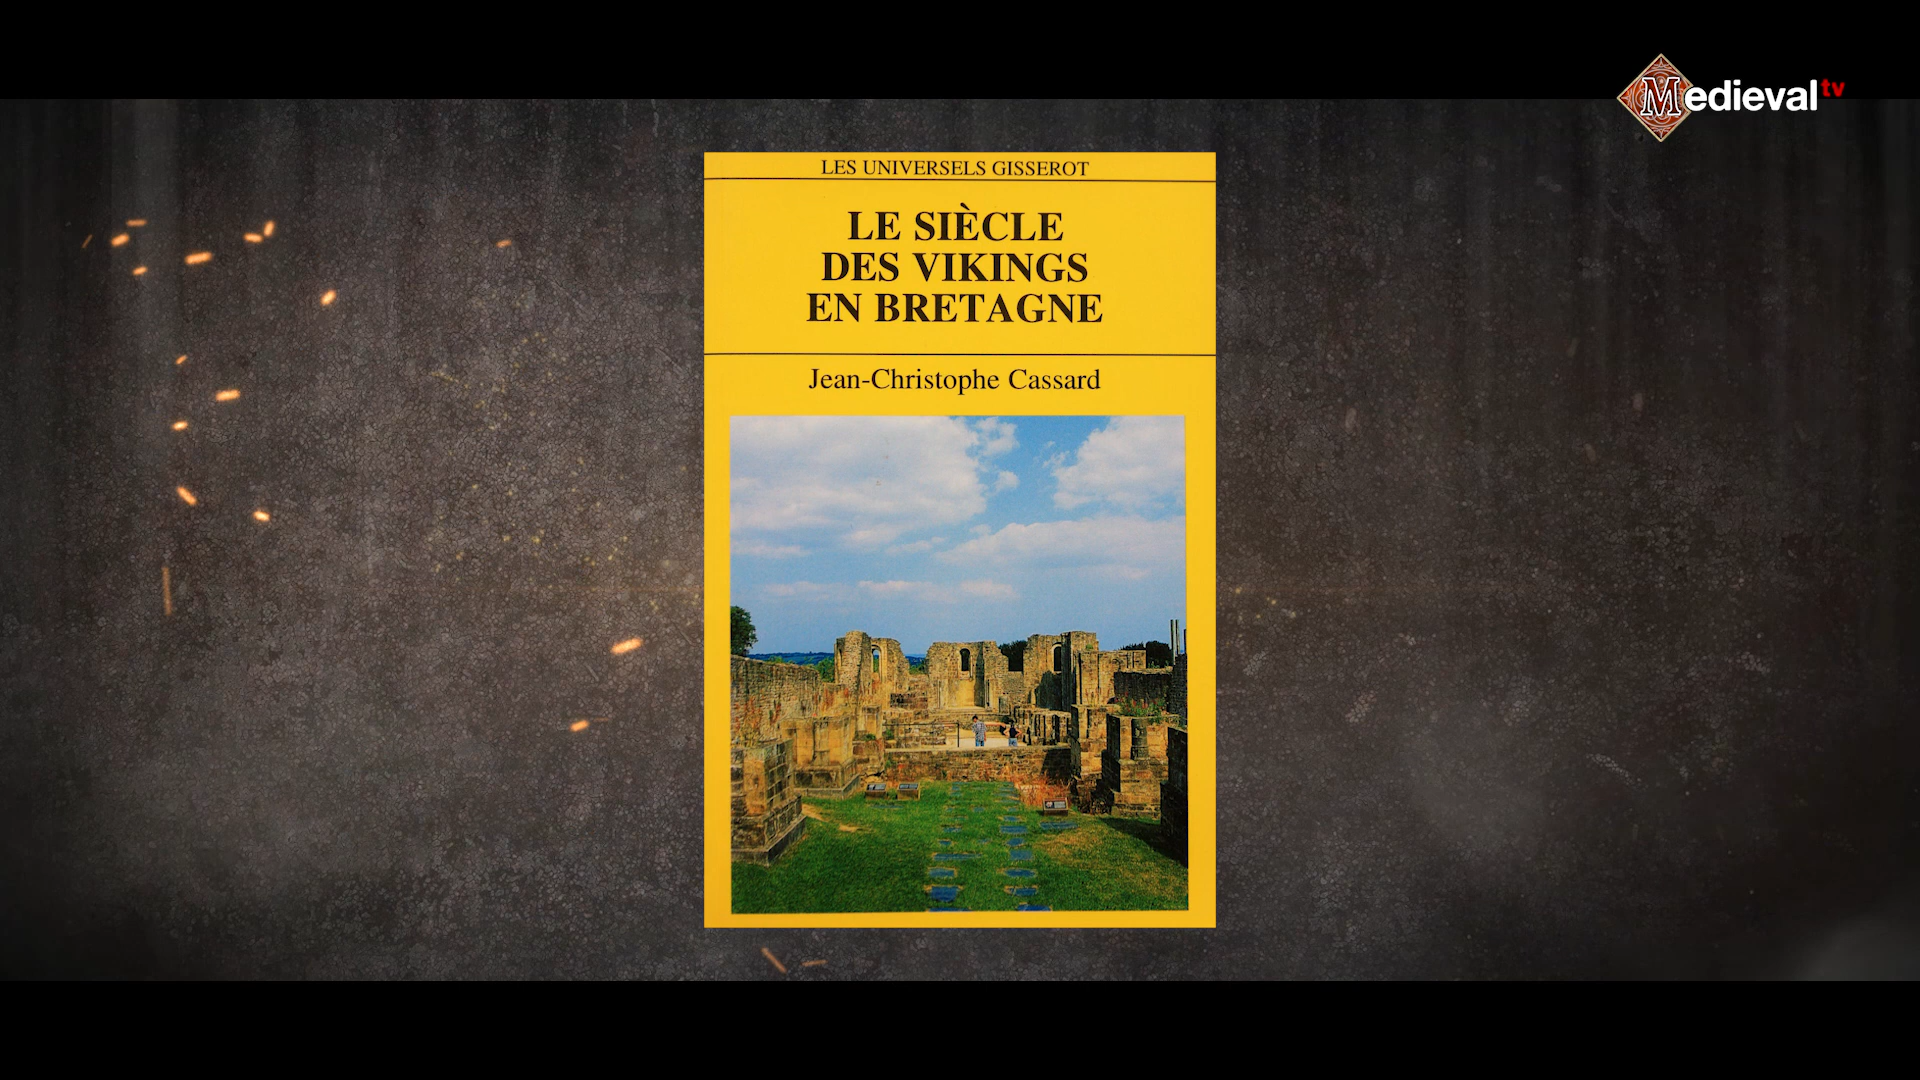 Medieval tv
LES UNIVERSELS GISSEROT
LE SIÈCLE
DES VIKINGS
EN BRETAGNE
Jean-Christophe Cassard